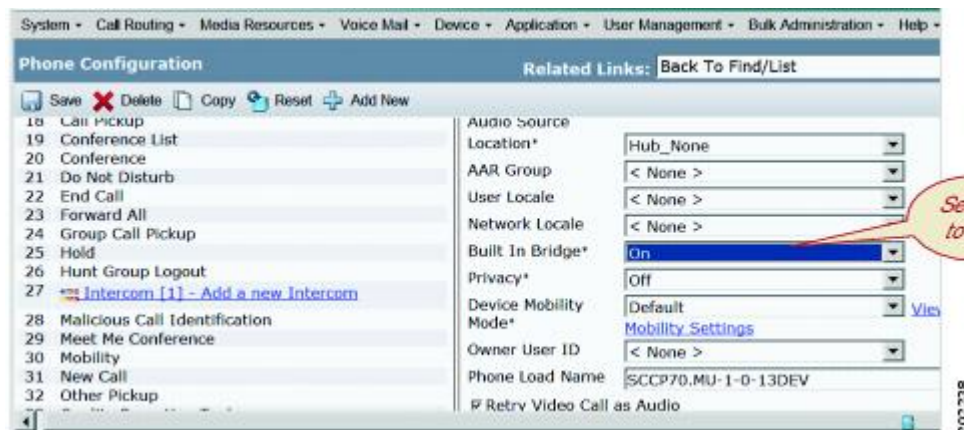 System Call Routing Media Resources Voice Mail Device Application User Management Bulk Administration Help
Phone Configuration
Related Links: Back To Find/List
Save Delete Copy Reset Add New
18 Call Pickup
19 Conference List
20 Conference
21 Do Not Disturb
22 End Call
23 Forward All
24 Group Call Pickup
25 Hold
26 Hunt Group Logout
27 Intercom [1] - Add a new Intercom
28 Malicious Call Identification
29 Meet Me Conference
30 Mobility
31 New Call
32 Other Pickup
Audio Source
Location* Hub_None
AAR Group < None >
User Locale < None >
Network Locale < None >
Built In Bridge* On
Privacy* Off
Device Mobility Mode* Default
Mobility Settings
Owner User ID < None >
Phone Load Name SCCP70.MU-1-0-13DEV
Retry Video Call as Audio
to